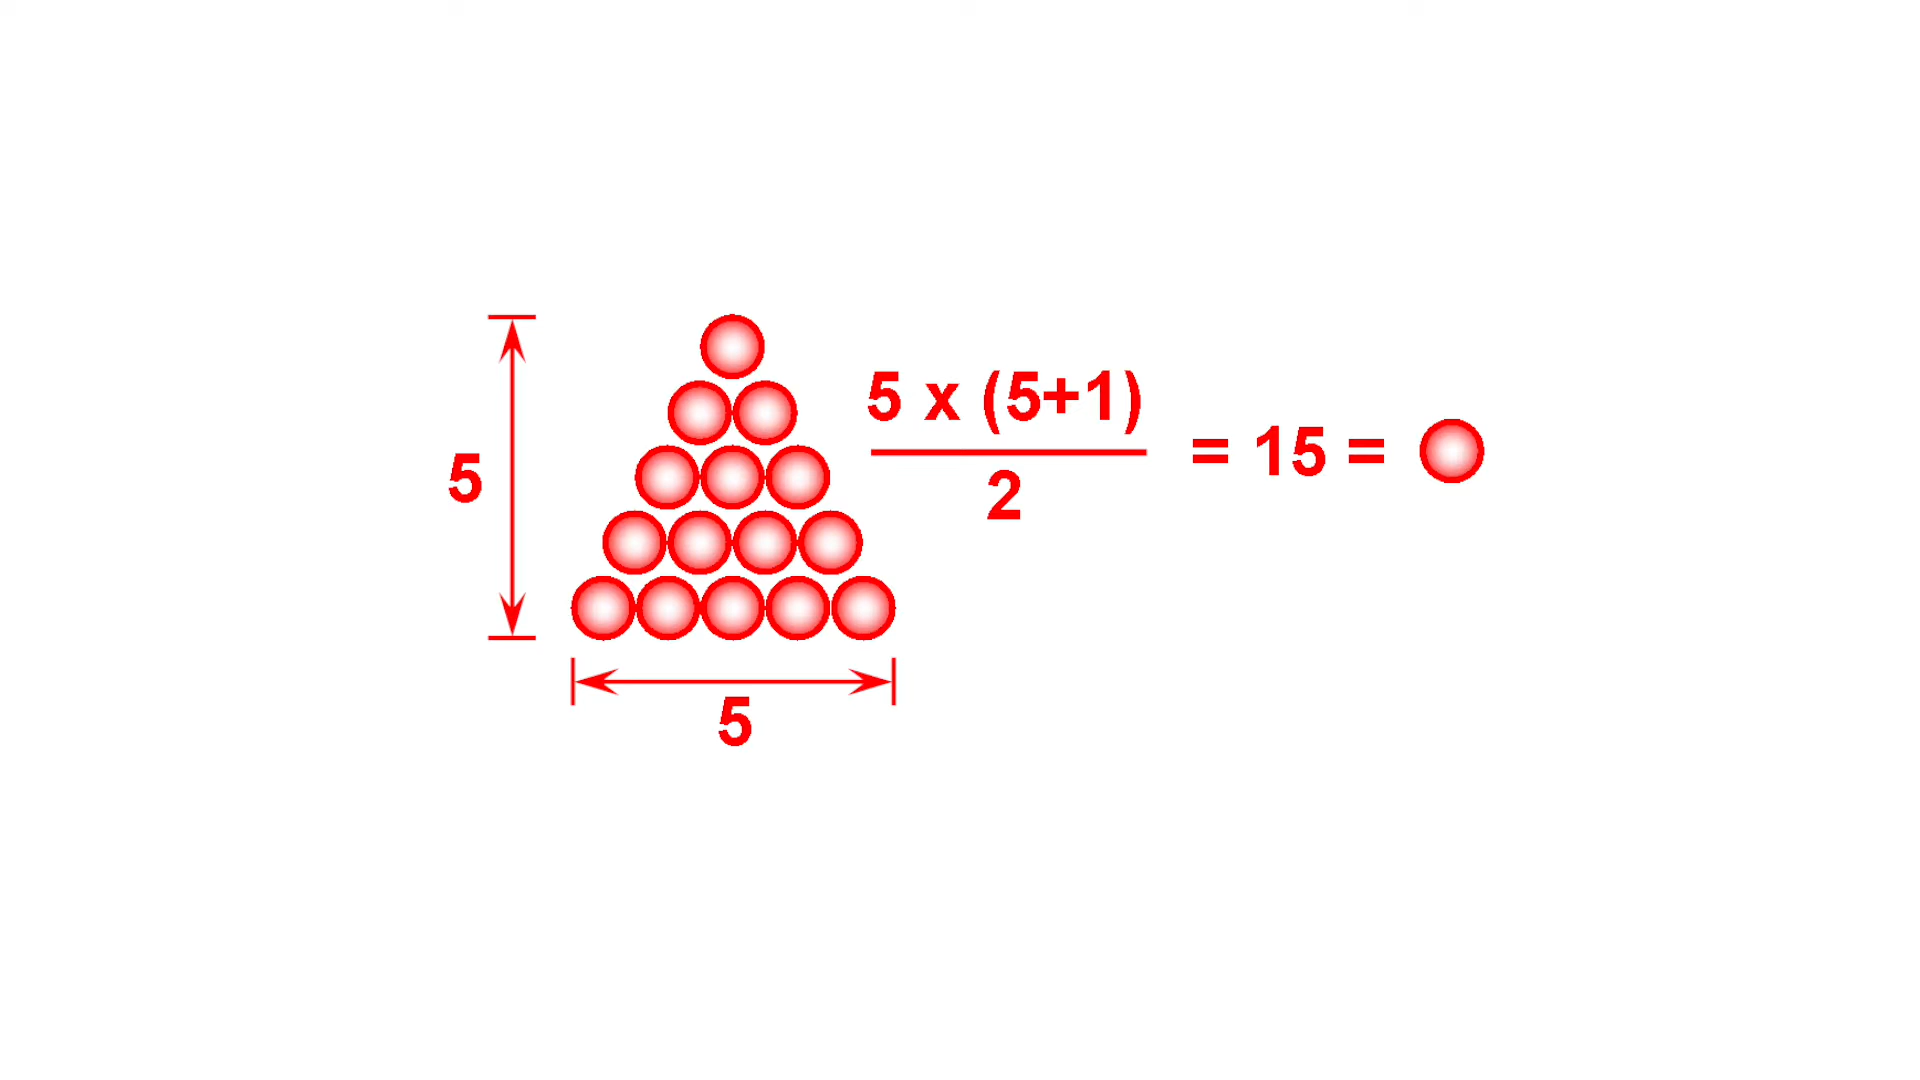 5
5
5 x (5+1)
2
= 15 =